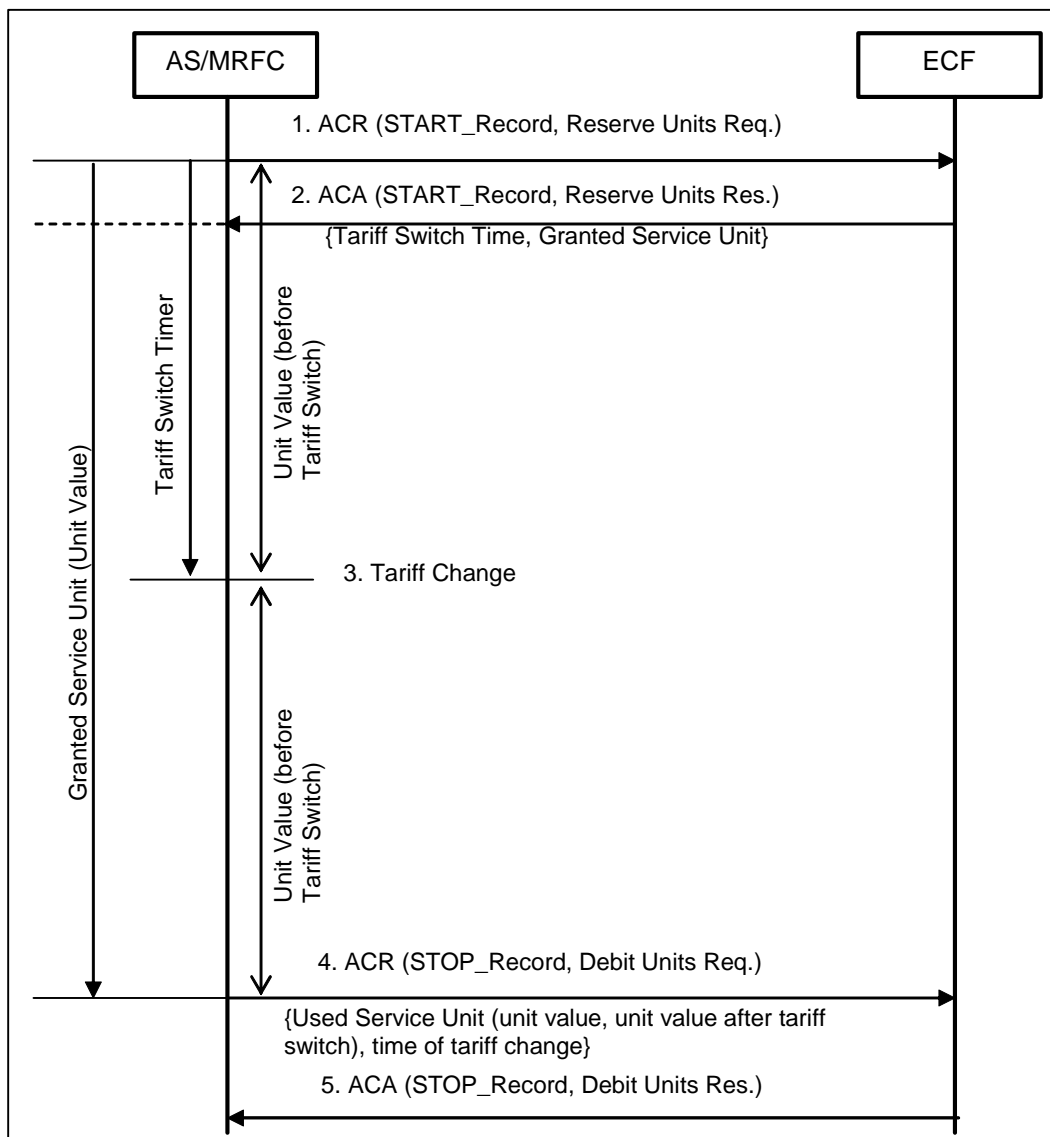 AS/MRFC
ECF
1. ACR (START_Record, Reserve Units Req.)
2. ACA (START_Record, Reserve Units Res.)
{Tariff Switch Time, Granted Service Unit}
Granted Service Unit (Unit Value)
Tariff Switch Timer
Unit Value (before
Tariff Switch)
3. Tariff Change
Unit Value (before
Tariff Switch)
4. ACR (STOP_Record, Debit Units Req.)
{Used Service Unit (unit value, unit value after tariff
switch), time of tariff change}
5. ACA (STOP_Record, Debit Units Res.)